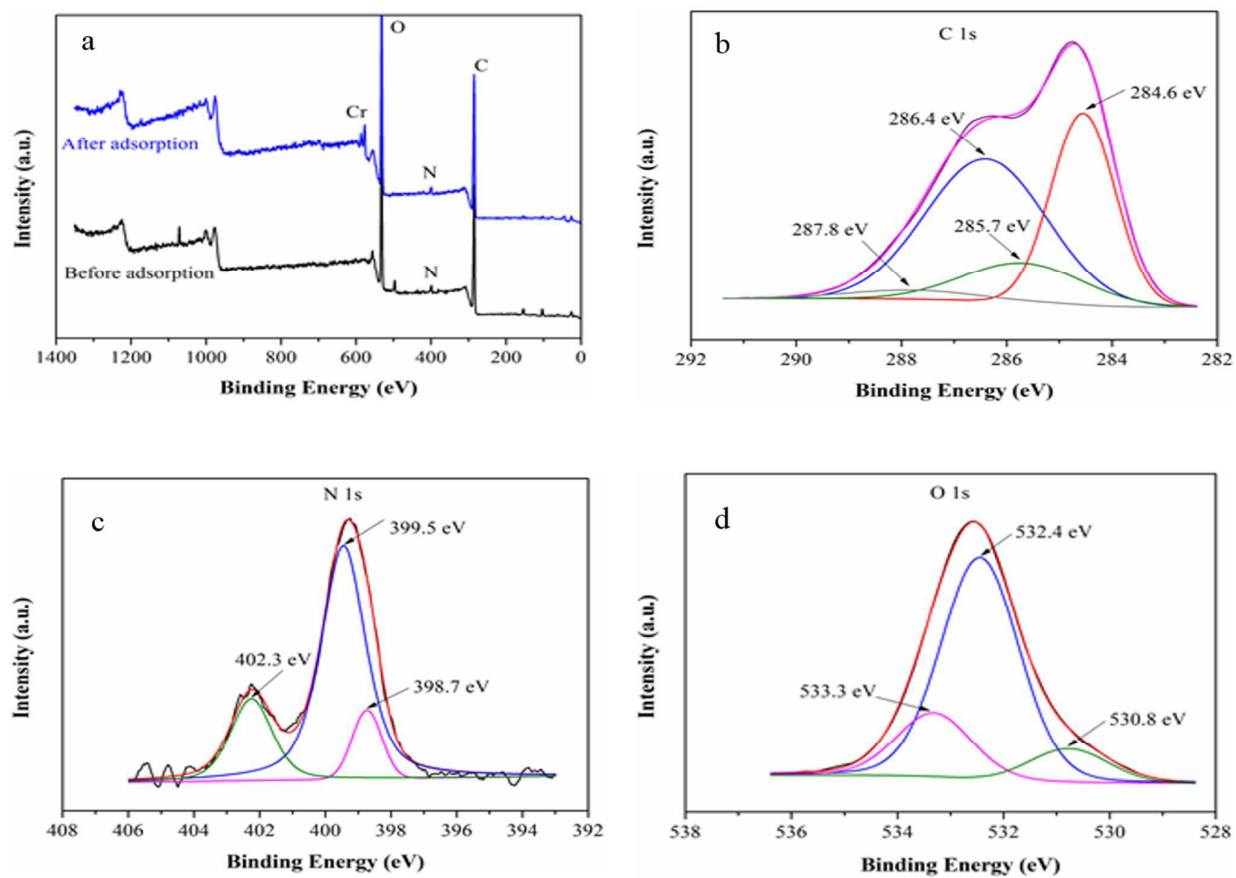 a
O
C
Cr
N
After adsorption
N
Before adsorption
Intensity (a.u.)
1400 1200 1000 800 600 400 200 0
Binding Energy (eV)
b
C 1s
284.6 eV
286.4 eV
285.7 eV
287.8 eV
Intensity (a.u.)
292 290 288 286 284 282
Binding Energy (eV)
c
N 1s
399.5 eV
402.3 eV
398.7 eV
Intensity (a.u.)
408 406 404 402 400 398 396 394 392
Binding Energy (eV)
d
O 1s
532.4 eV
533.3 eV
530.8 eV
Intensity (a.u.)
538 536 534 532 530 528
Binding Energy (eV)